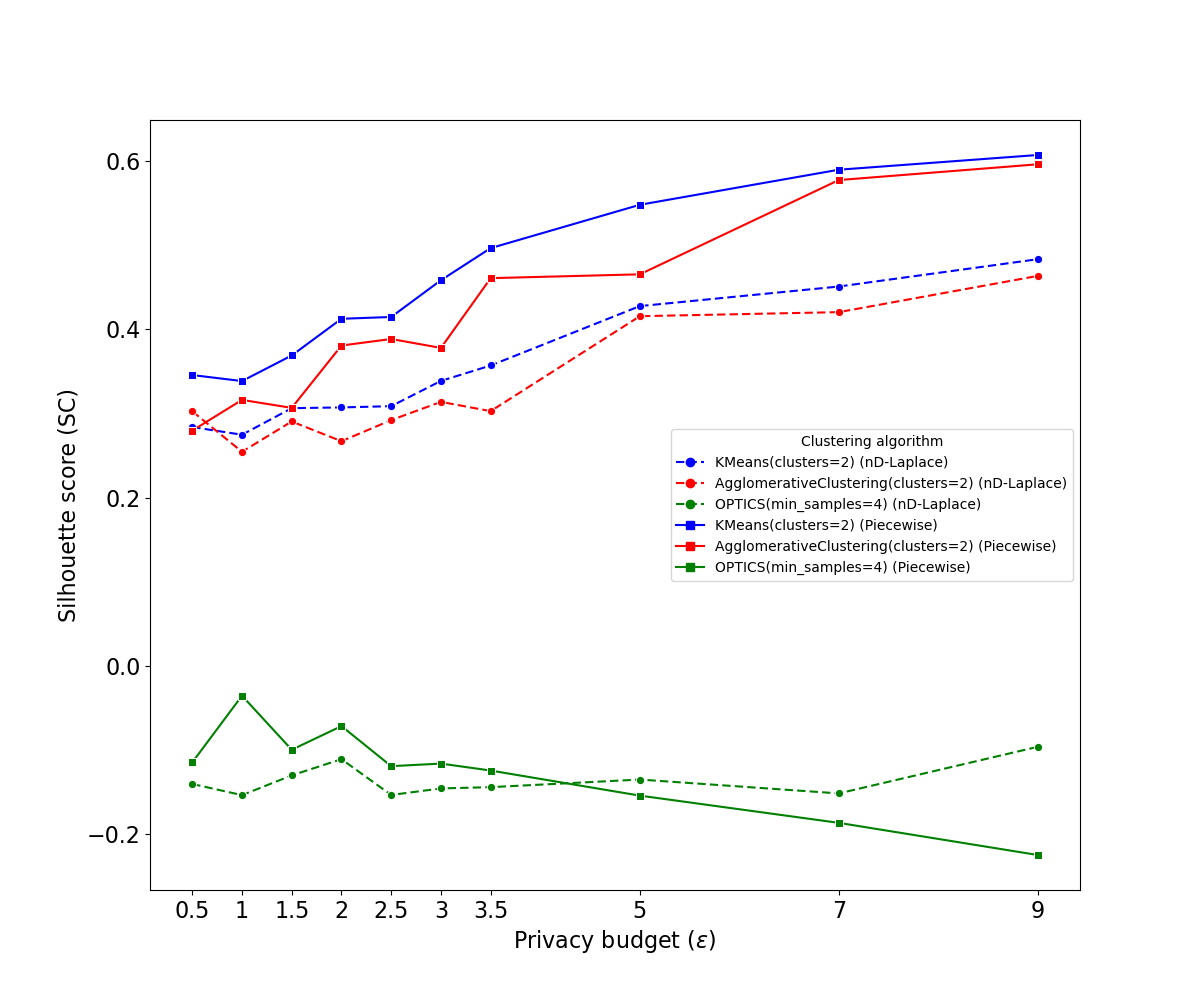 0.6
0.4
0.2
0.0
−0.2
Silhouette score (SC)
Clustering algorithm
KMeans(clusters=2) (nD-Laplace)
AgglomerativeClustering(clusters=2) (nD-Laplace)
OPTICS(min_samples=4) (nD-Laplace)
KMeans(clusters=2) (Piecewise)
AgglomerativeClustering(clusters=2) (Piecewise)
OPTICS(min_samples=4) (Piecewise)
0.5 1 1.5 2 2.5 3 3.5 5 7 9
Privacy budget (ε)